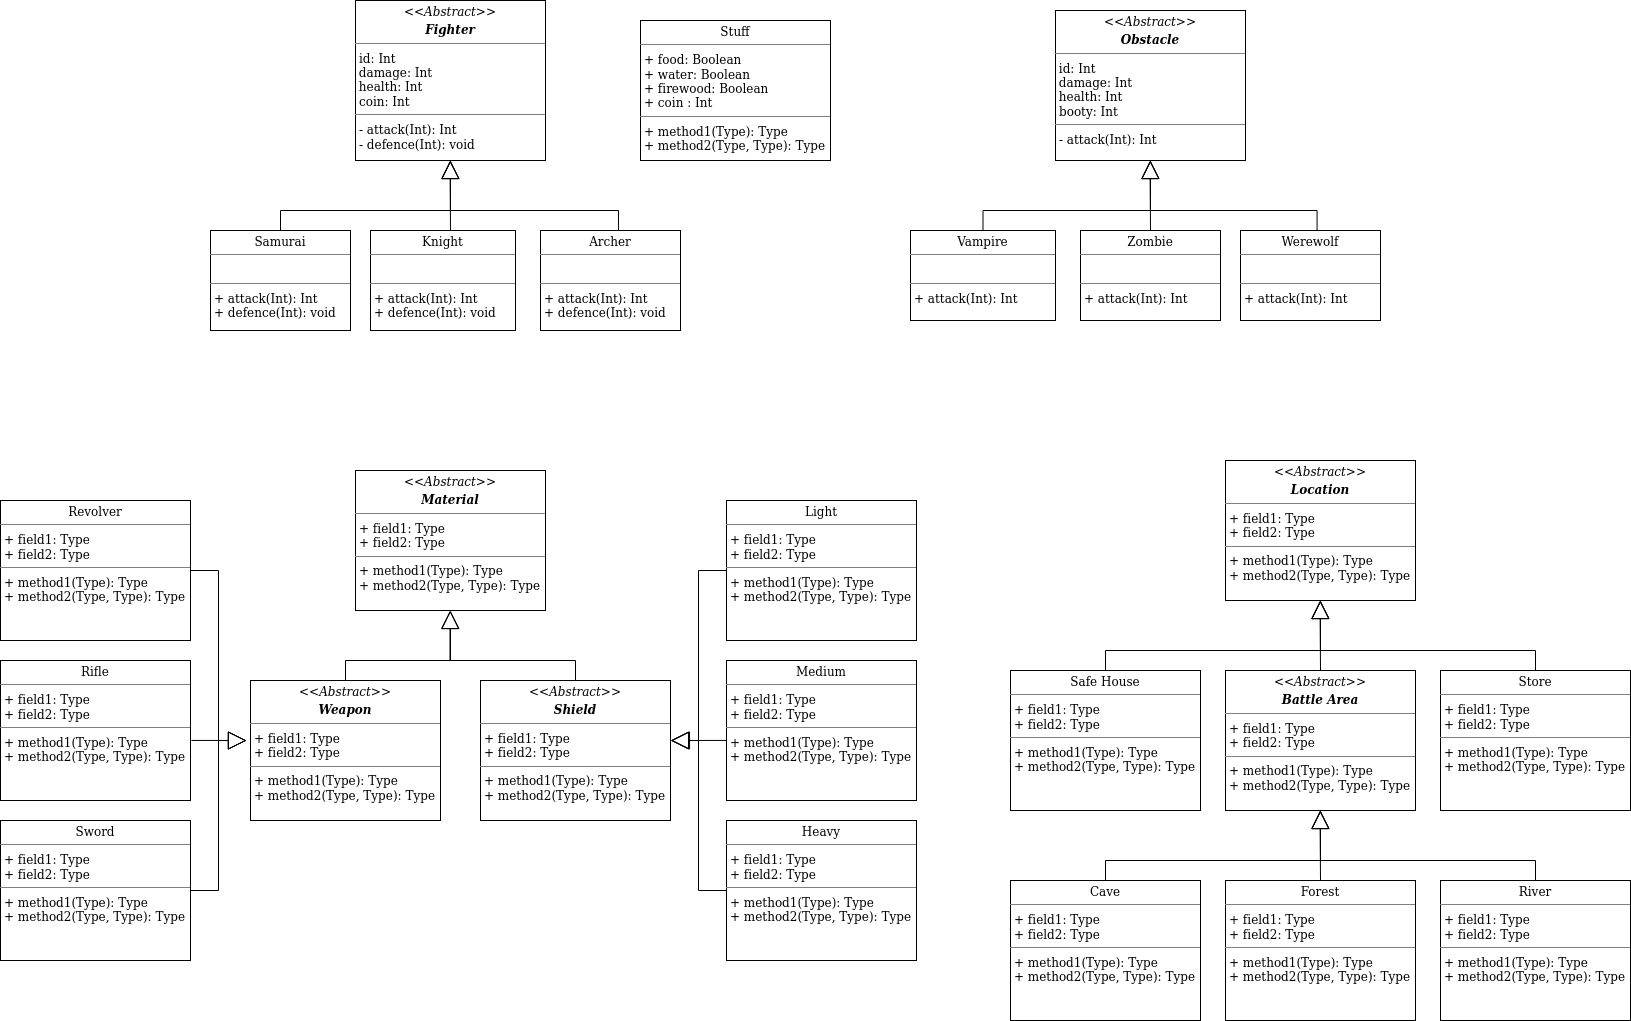 <<Abstract>>
Fighter
id: Int
damage: Int
health: Int
coin: Int
- attack(Int): Int
- defence(Int): void
Stuff
+ food: Boolean
+ water: Boolean
+ firewood: Boolean
+ coin : Int
+ method1(Type): Type
+ method2(Type, Type): Type
<<Abstract>>
Obstacle
id: Int
damage: Int
health: Int
booty: Int
- attack(Int): Int
Samurai
+ attack(Int): Int
+ defence(Int): void
Knight
+ attack(Int): Int
+ defence(Int): void
Archer
+ attack(Int): Int
+ defence(Int): void
Vampire
+ attack(Int): Int
Zombie
+ attack(Int): Int
Werewolf
+ attack(Int): Int
Revolver
+ field1: Type
+ field2: Type
+ method1(Type): Type
+ method2(Type, Type): Type
Rifle
+ field1: Type
+ field2: Type
+ method1(Type): Type
+ method2(Type, Type): Type
Sword
+ field1: Type
+ field2: Type
+ method1(Type): Type
+ method2(Type, Type): Type
<<Abstract>>
Material
+ field1: Type
+ field2: Type
+ method1(Type): Type
+ method2(Type, Type): Type
<<Abstract>>
Weapon
+ field1: Type
+ field2: Type
+ method1(Type): Type
+ method2(Type, Type): Type
<<Abstract>>
Shield
+ field1: Type
+ field2: Type
+ method1(Type): Type
+ method2(Type, Type): Type
Light
+ field1: Type
+ field2: Type
+ method1(Type): Type
+ method2(Type, Type): Type
Medium
+ field1: Type
+ field2: Type
+ method1(Type): Type
+ method2(Type, Type): Type
Heavy
+ field1: Type
+ field2: Type
+ method1(Type): Type
+ method2(Type, Type): Type
<<Abstract>>
Location
+ field1: Type
+ field2: Type
+ method1(Type): Type
+ method2(Type, Type): Type
Safe House
+ field1: Type
+ field2: Type
+ method1(Type): Type
+ method2(Type, Type): Type
<<Abstract>>
Battle Area
+ field1: Type
+ field2: Type
+ method1(Type): Type
+ method2(Type, Type): Type
Store
+ field1: Type
+ field2: Type
+ method1(Type): Type
+ method2(Type, Type): Type
Cave
+ field1: Type
+ field2: Type
+ method1(Type): Type
+ method2(Type, Type): Type
Forest
+ field1: Type
+ field2: Type
+ method1(Type): Type
+ method2(Type, Type): Type
River
+ field1: Type
+ field2: Type
+ method1(Type): Type
+ method2(Type, Type): Type